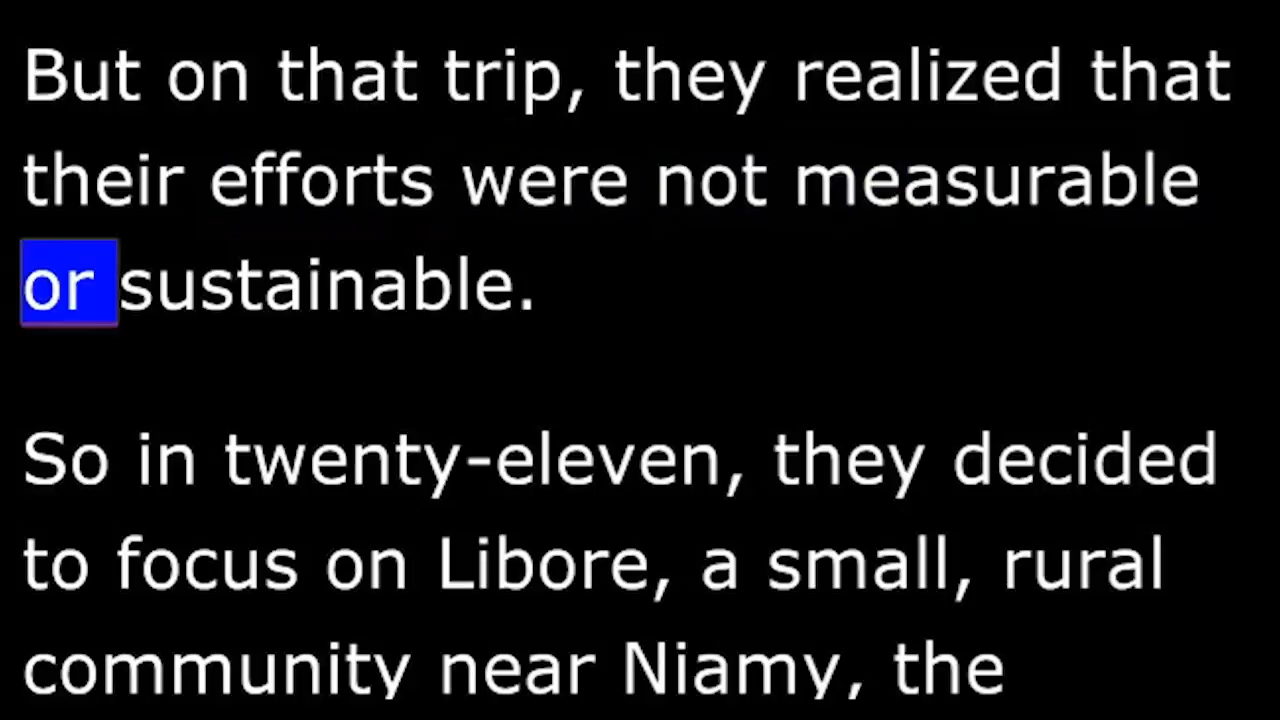 But on that trip, they realized that
their efforts were not measurable
or sustainable.
So in twenty-eleven, they decided
to focus on Libore, a small, rural
community near Niamy, the